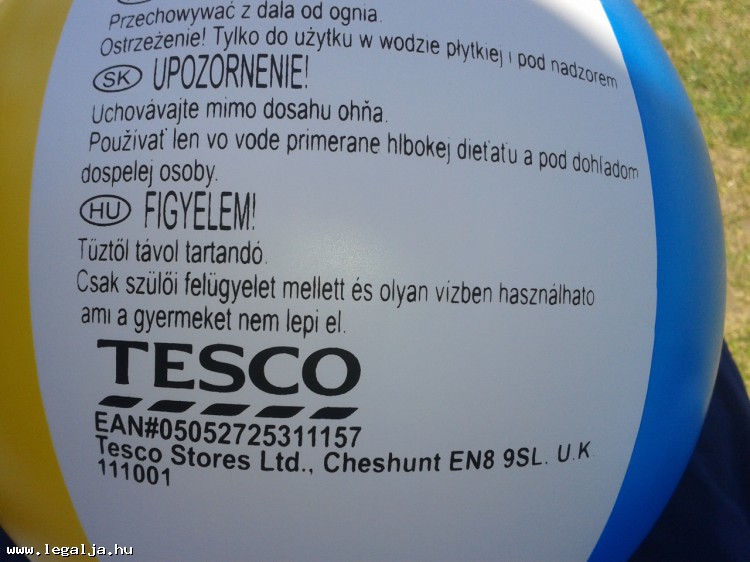 Przechowywać z dala od ognia.
Ostrzeżenie! Tylko do użytku w wodzie płytkiej i pod nadzorem
SK UPOZORNENIE!
Uchovávajte mimo dosahu ohňa.
Používať len vo vode primerane hlbokej dieťaťu a pod dohľadom
dospelej osoby.
HU FIGYELEM!
Tüztől távol tartandó.
Csak szülői felügyelet mellett és olyan vízben használható
ami a gyermeket nem lepi el.
TESCO
EAN#05052725311157
Tesco Stores Ltd., Cheshunt EN8 9SL. U.K
111001
www.legalja.hu